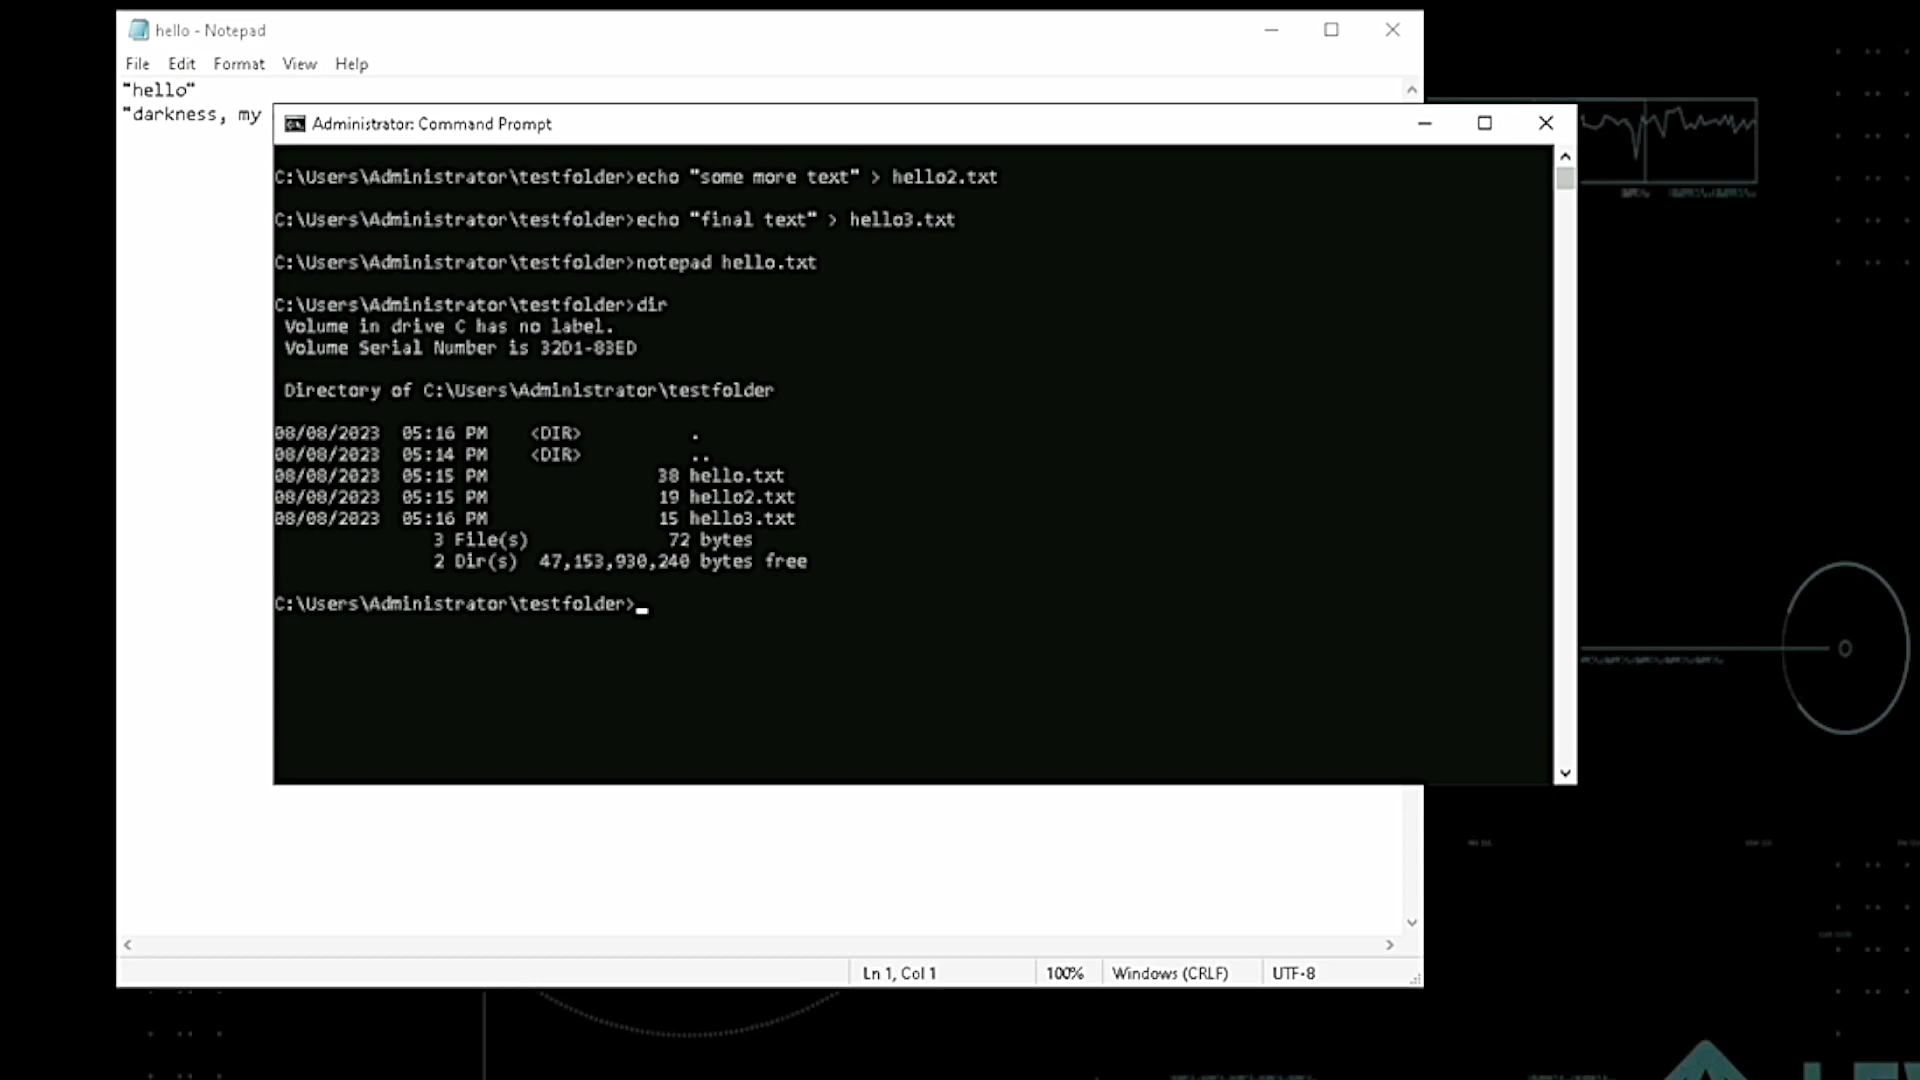 hello - Notepad
File Edit Format View Help
"hello"
"darkness, my
Administrator: Command Prompt
C:\Users\Administrator\testfolder>echo "some more text" > hello2.txt
C:\Users\Administrator\testfolder>echo "final text" > hello3.txt
C:\Users\Administrator\testfolder>notepad hello.txt
C:\Users\Administrator\testfolder>dir
Volume in drive C has no label.
Volume Serial Number is 32D1-83ED
Directory of C:\Users\Administrator\testfolder
08/08/2023 05:16 PM <DIR> .
08/08/2023 05:14 PM <DIR> ..
08/08/2023 05:15 PM 38 hello.txt
08/08/2023 05:15 PM 19 hello2.txt
08/08/2023 05:16 PM 15 hello3.txt
3 File(s) 72 bytes
2 Dir(s) 47,153,930,240 bytes free
C:\Users\Administrator\testfolder>
Ln 1, Col 1 100% Windows (CRLF) UTF-8